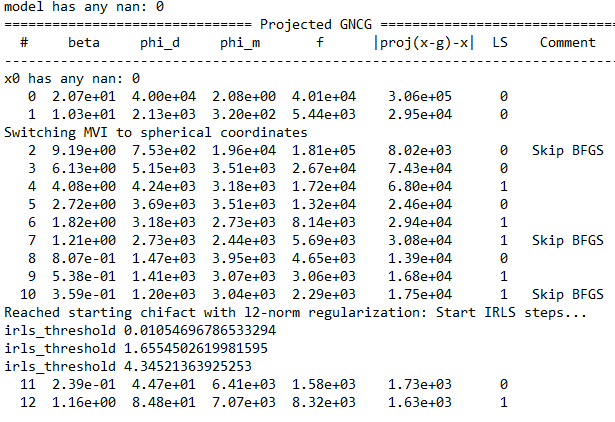 model has any nan: 0
=============================== Projected GNCG ===============================
# beta phi_d phi_m f |proj(x-g)-x| LS Comment
-----------------------------------------------------------------------------
x0 has any nan: 0
0 2.07e+01 4.00e+04 2.08e+00 4.01e+04 3.06e+05 0
1 1.03e+01 2.13e+03 3.20e+02 5.44e+03 2.95e+04 0
Switching MVI to spherical coordinates
2 9.19e+00 7.53e+02 1.96e+04 1.81e+05 8.02e+03 0 Skip BFGS
3 6.13e+00 5.15e+03 3.51e+03 2.67e+04 7.43e+04 0
4 4.08e+00 4.24e+03 3.18e+03 1.72e+04 6.80e+04 1
5 2.72e+00 3.69e+03 3.51e+03 1.32e+04 2.46e+04 0
6 1.82e+00 3.18e+03 2.73e+03 8.14e+03 2.94e+04 1
7 1.21e+00 2.73e+03 2.44e+03 5.69e+03 3.08e+04 1 Skip BFGS
8 8.07e-01 1.47e+03 3.95e+03 4.65e+03 1.39e+04 0
9 5.38e-01 1.41e+03 3.07e+03 3.06e+03 1.68e+04 1
10 3.59e-01 1.20e+03 3.04e+03 2.29e+03 1.75e+04 1 Skip BFGS
Reached starting chifact with l2-norm regularization: Start IRLS steps...
irls_threshold 0.01054696786533294
irls_threshold 1.6554502619981595
irls_threshold 4.34521363925253
11 2.39e-01 4.47e+01 6.41e+03 1.58e+03 1.73e+03 0
12 1.16e+00 8.48e+01 7.07e+03 8.32e+03 1.63e+03 1